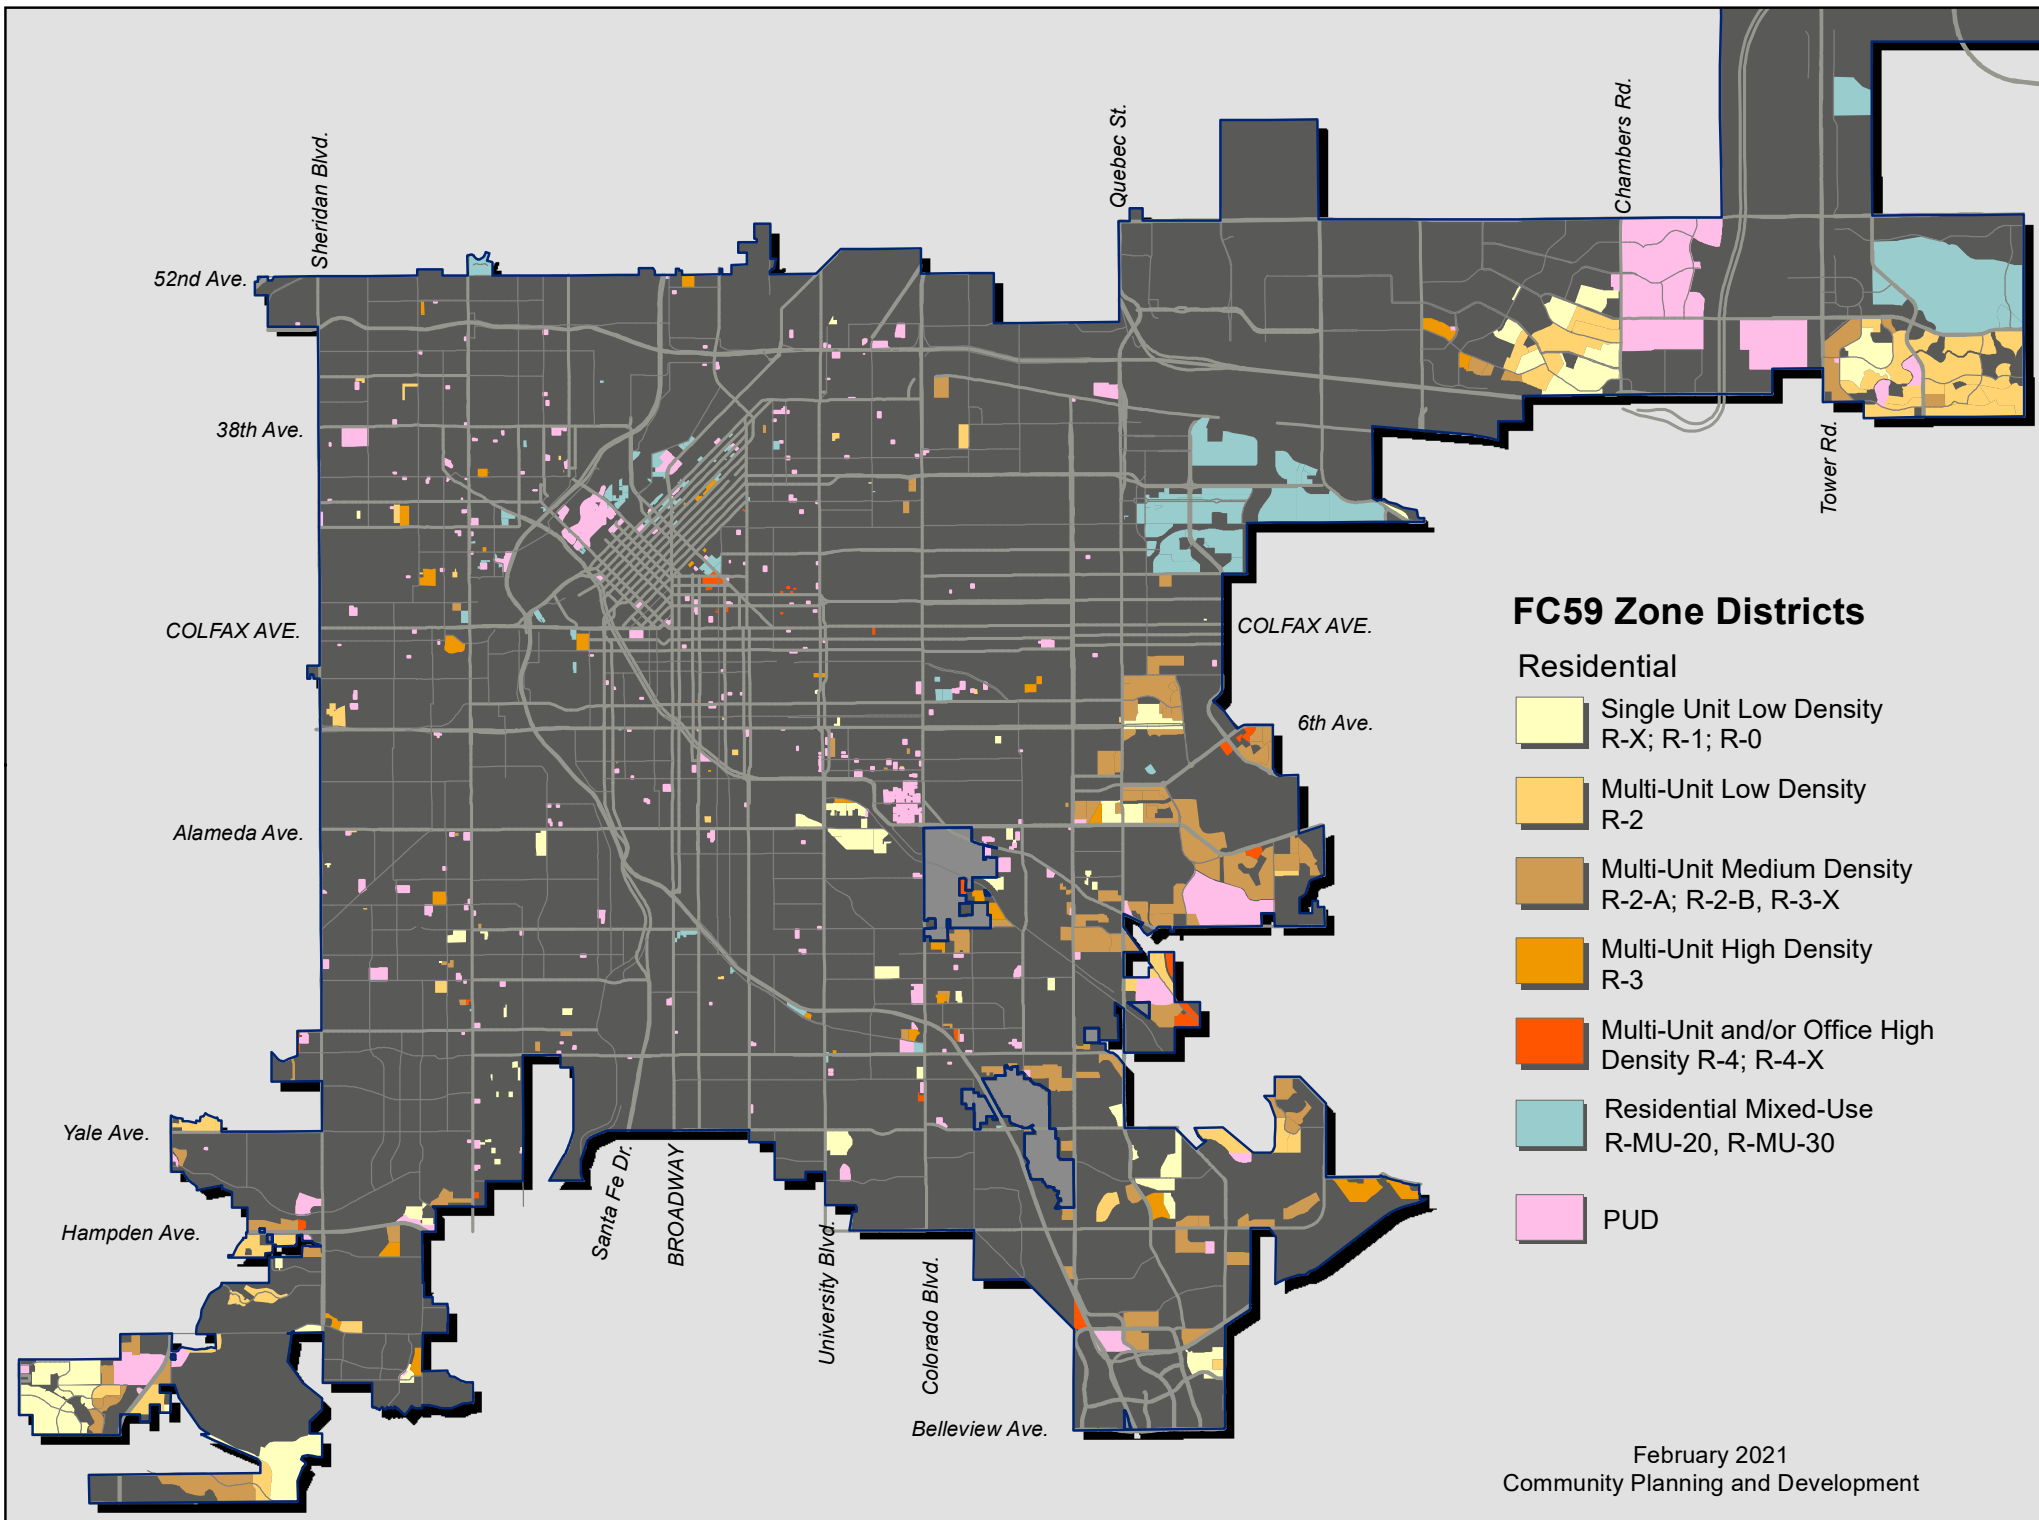 Sheridan Blvd.
Quebec St.
Chambers Rd.
52nd Ave.
38th Ave.
Tower Rd.
COLFAX AVE.
COLFAX AVE.
6th Ave.
Alameda Ave.
Yale Ave.
Hampden Ave.
Santa Fe Dr.
BROADWAY
University Blvd.
Colorado Blvd.
Belleview Ave.
FC59 Zone Districts
Residential
Single Unit Low Density
R-X; R-1; R-0
Multi-Unit Low Density
R-2
Multi-Unit Medium Density
R-2-A; R-2-B, R-3-X
Multi-Unit High Density
R-3
Multi-Unit and/or Office High
Density R-4; R-4-X
Residential Mixed-Use
R-MU-20, R-MU-30
PUD
February 2021
Community Planning and Development